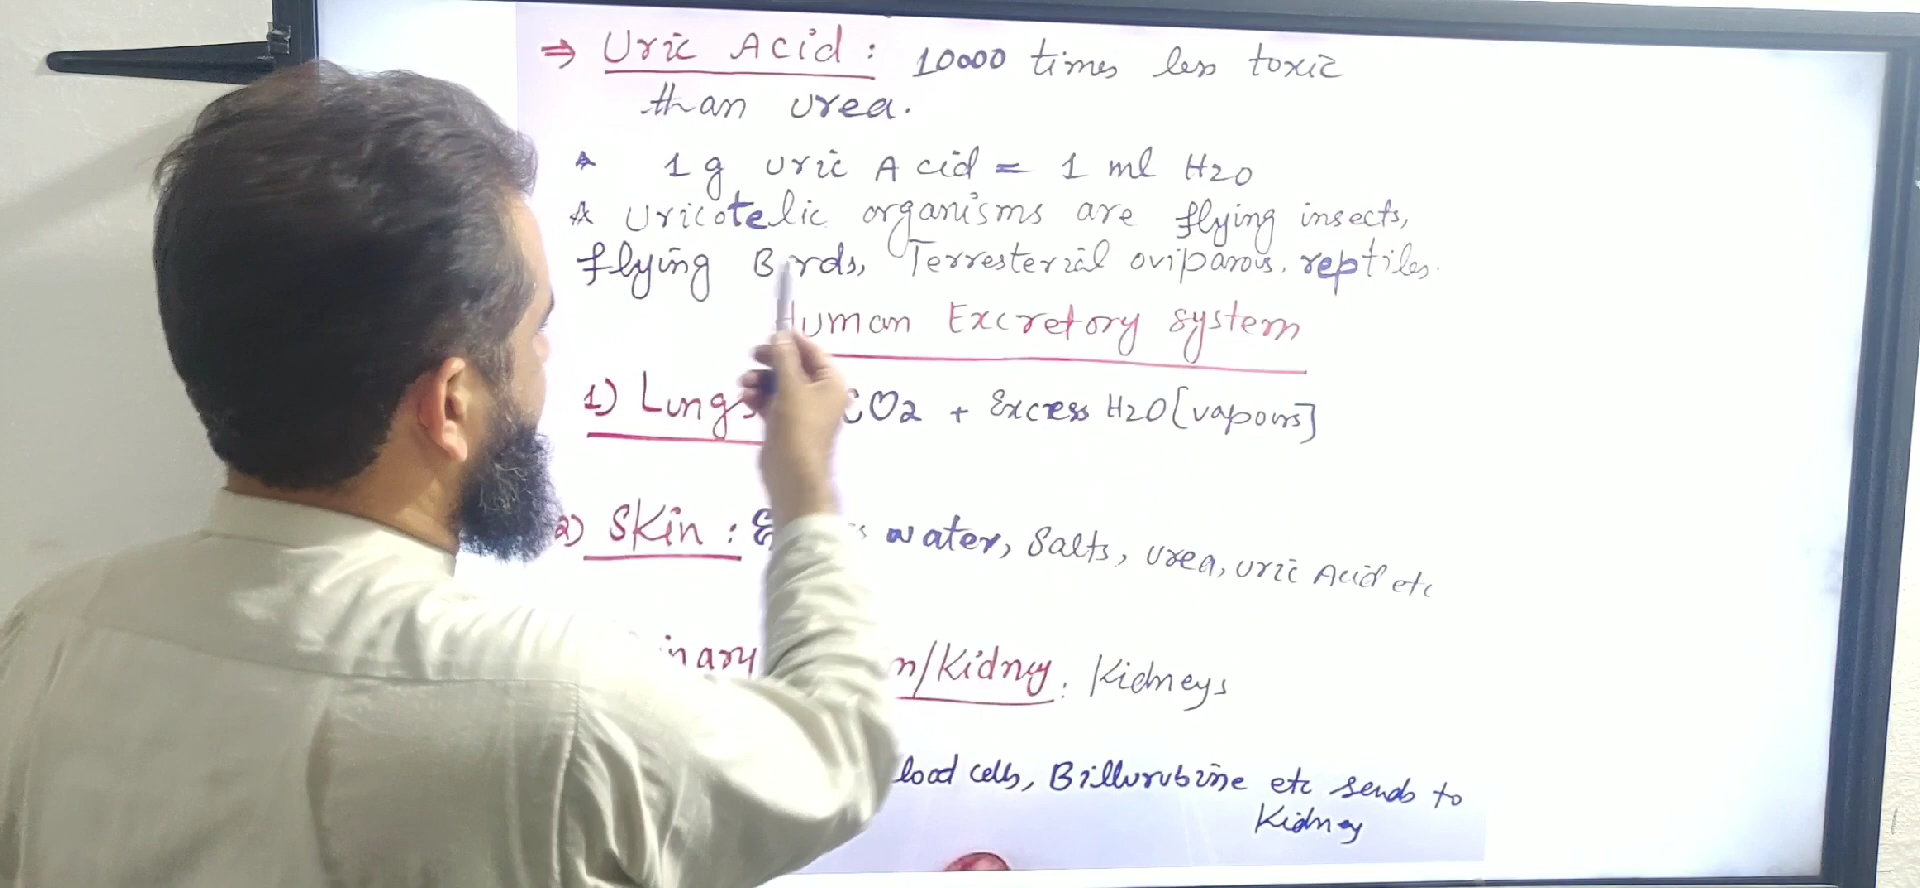 ⇒ Uric Acid: 10000 times less toxic
than urea.
1g uric Acid = 1 ml H2O
Uricotelic organisms are flying insects,
flying Birds, Terresterial oviparous, reptiles.
Human Excretory system
1) Lungs CO2 + Excess H2O [vapours]
2) Skin: water, Salts, urea, uric Acid etc
/Kidney: Kidneys
cells, Billurubine etc sends to
Kidney